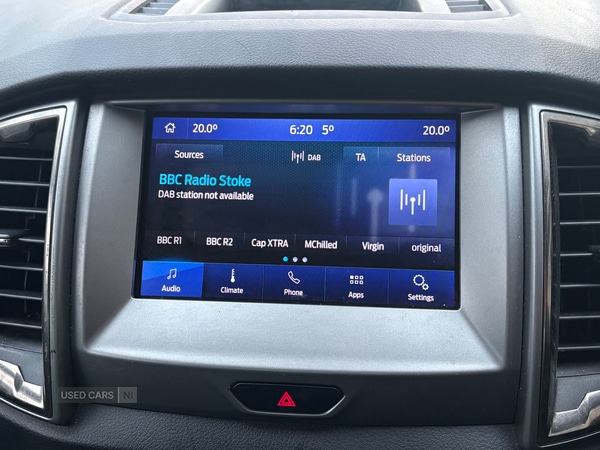 20.0° 6:20 5° 20.0°
Sources DAB TA Stations
BBC Radio Stoke
DAB station not available
BBC R1 BBC R2 Cap XTRA MChilled Virgin original
Audio Climate Phone Apps Settings
USED CARS NI